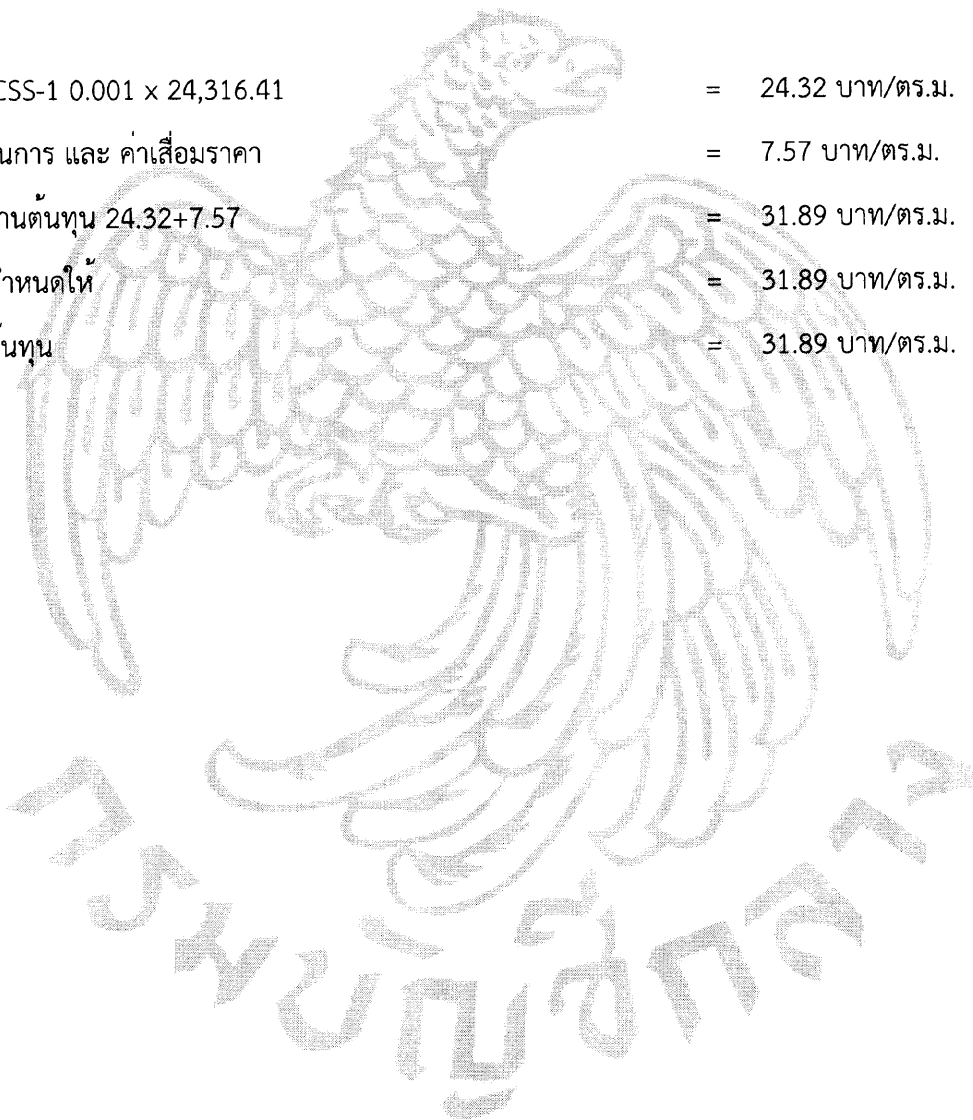 CSS-1 0.001 x 24,316.41 = 24.32 บาท/ตร.ม.
นการ และ ค่าเสื่อมราคา = 7.57 บาท/ตร.ม.
านต้นทุน 24.32+7.57 = 31.89 บาท/ตร.ม.
กำหนดให้ = 31.89 บาท/ตร.ม.
้นทุน = 31.89 บาท/ตร.ม.
กรมบัญชีกลาง